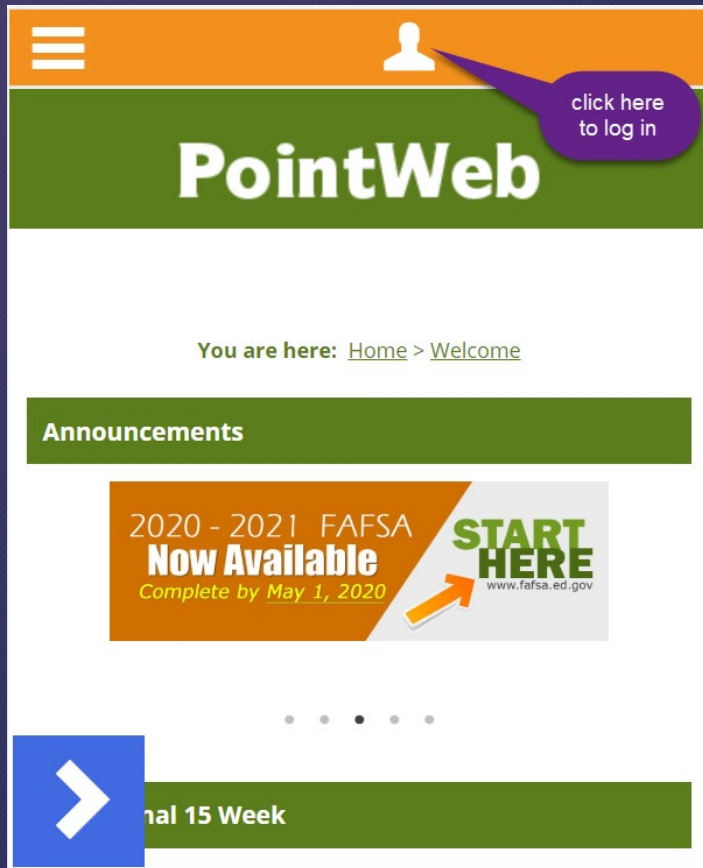 click here
to log in
PointWeb
You are here: Home > Welcome
Announcements
2020 - 2021 FAFSA
Now Available
Complete by May 1, 2020
START
HERE
www.fafsa.ed.gov
nal 15 Week